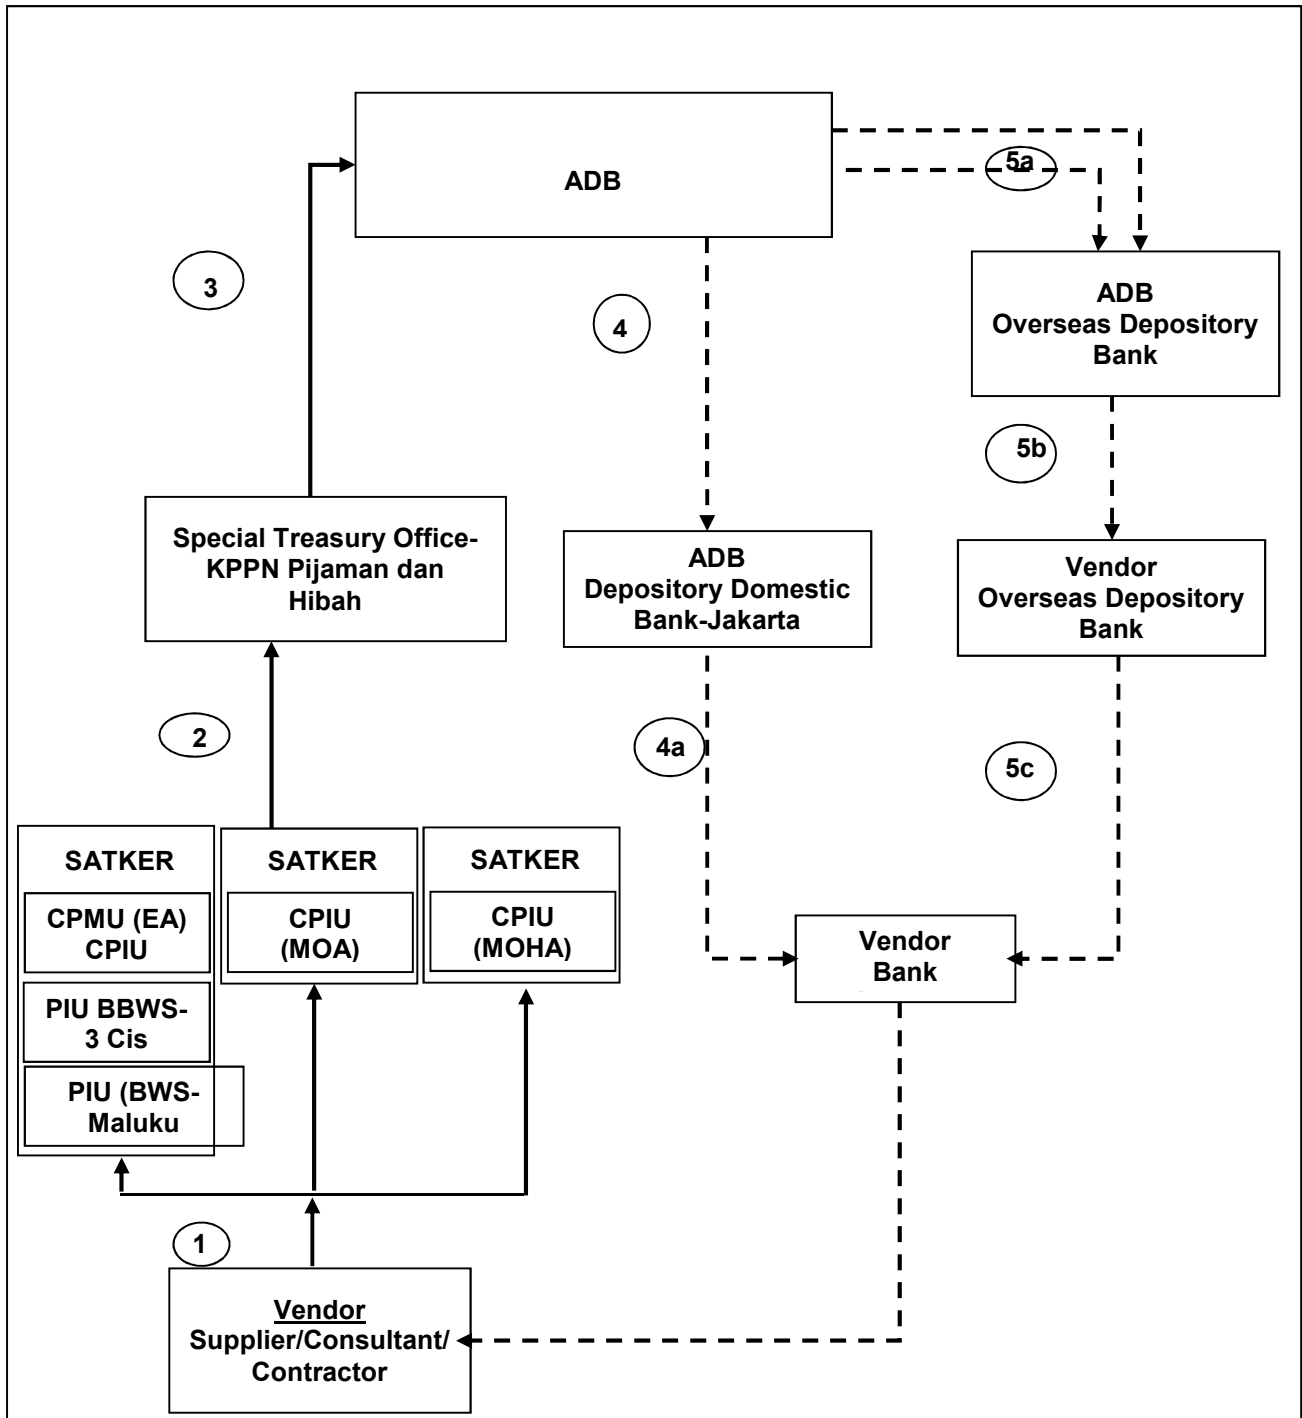 ADB
5a
3
4
ADB
Overseas Depository
Bank
5b
Special Treasury Office-
KPPN Pijaman dan
Hibah
ADB
Depository Domestic
Bank-Jakarta
Vendor
Overseas Depository
Bank
2
4a
5c
SATKER
CPMU (EA)
CPIU
PIU BBWS-
3 Cis
PIU (BWS-
Maluku
SATKER
CPIU
(MOA)
SATKER
CPIU
(MOHA)
Vendor
Bank
1
Vendor
Supplier/Consultant/
Contractor